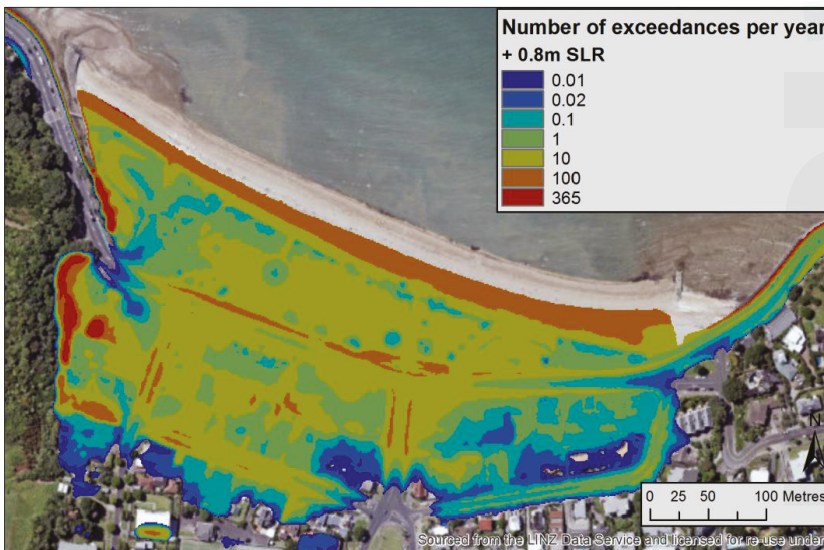 Number of exceedances per year
+ 0.8m SLR
0.01
0.02
0.1
1
10
100
365
N
0 25 50 100 Metres
Sourced from the LINZ Data Service and licensed for re-use under